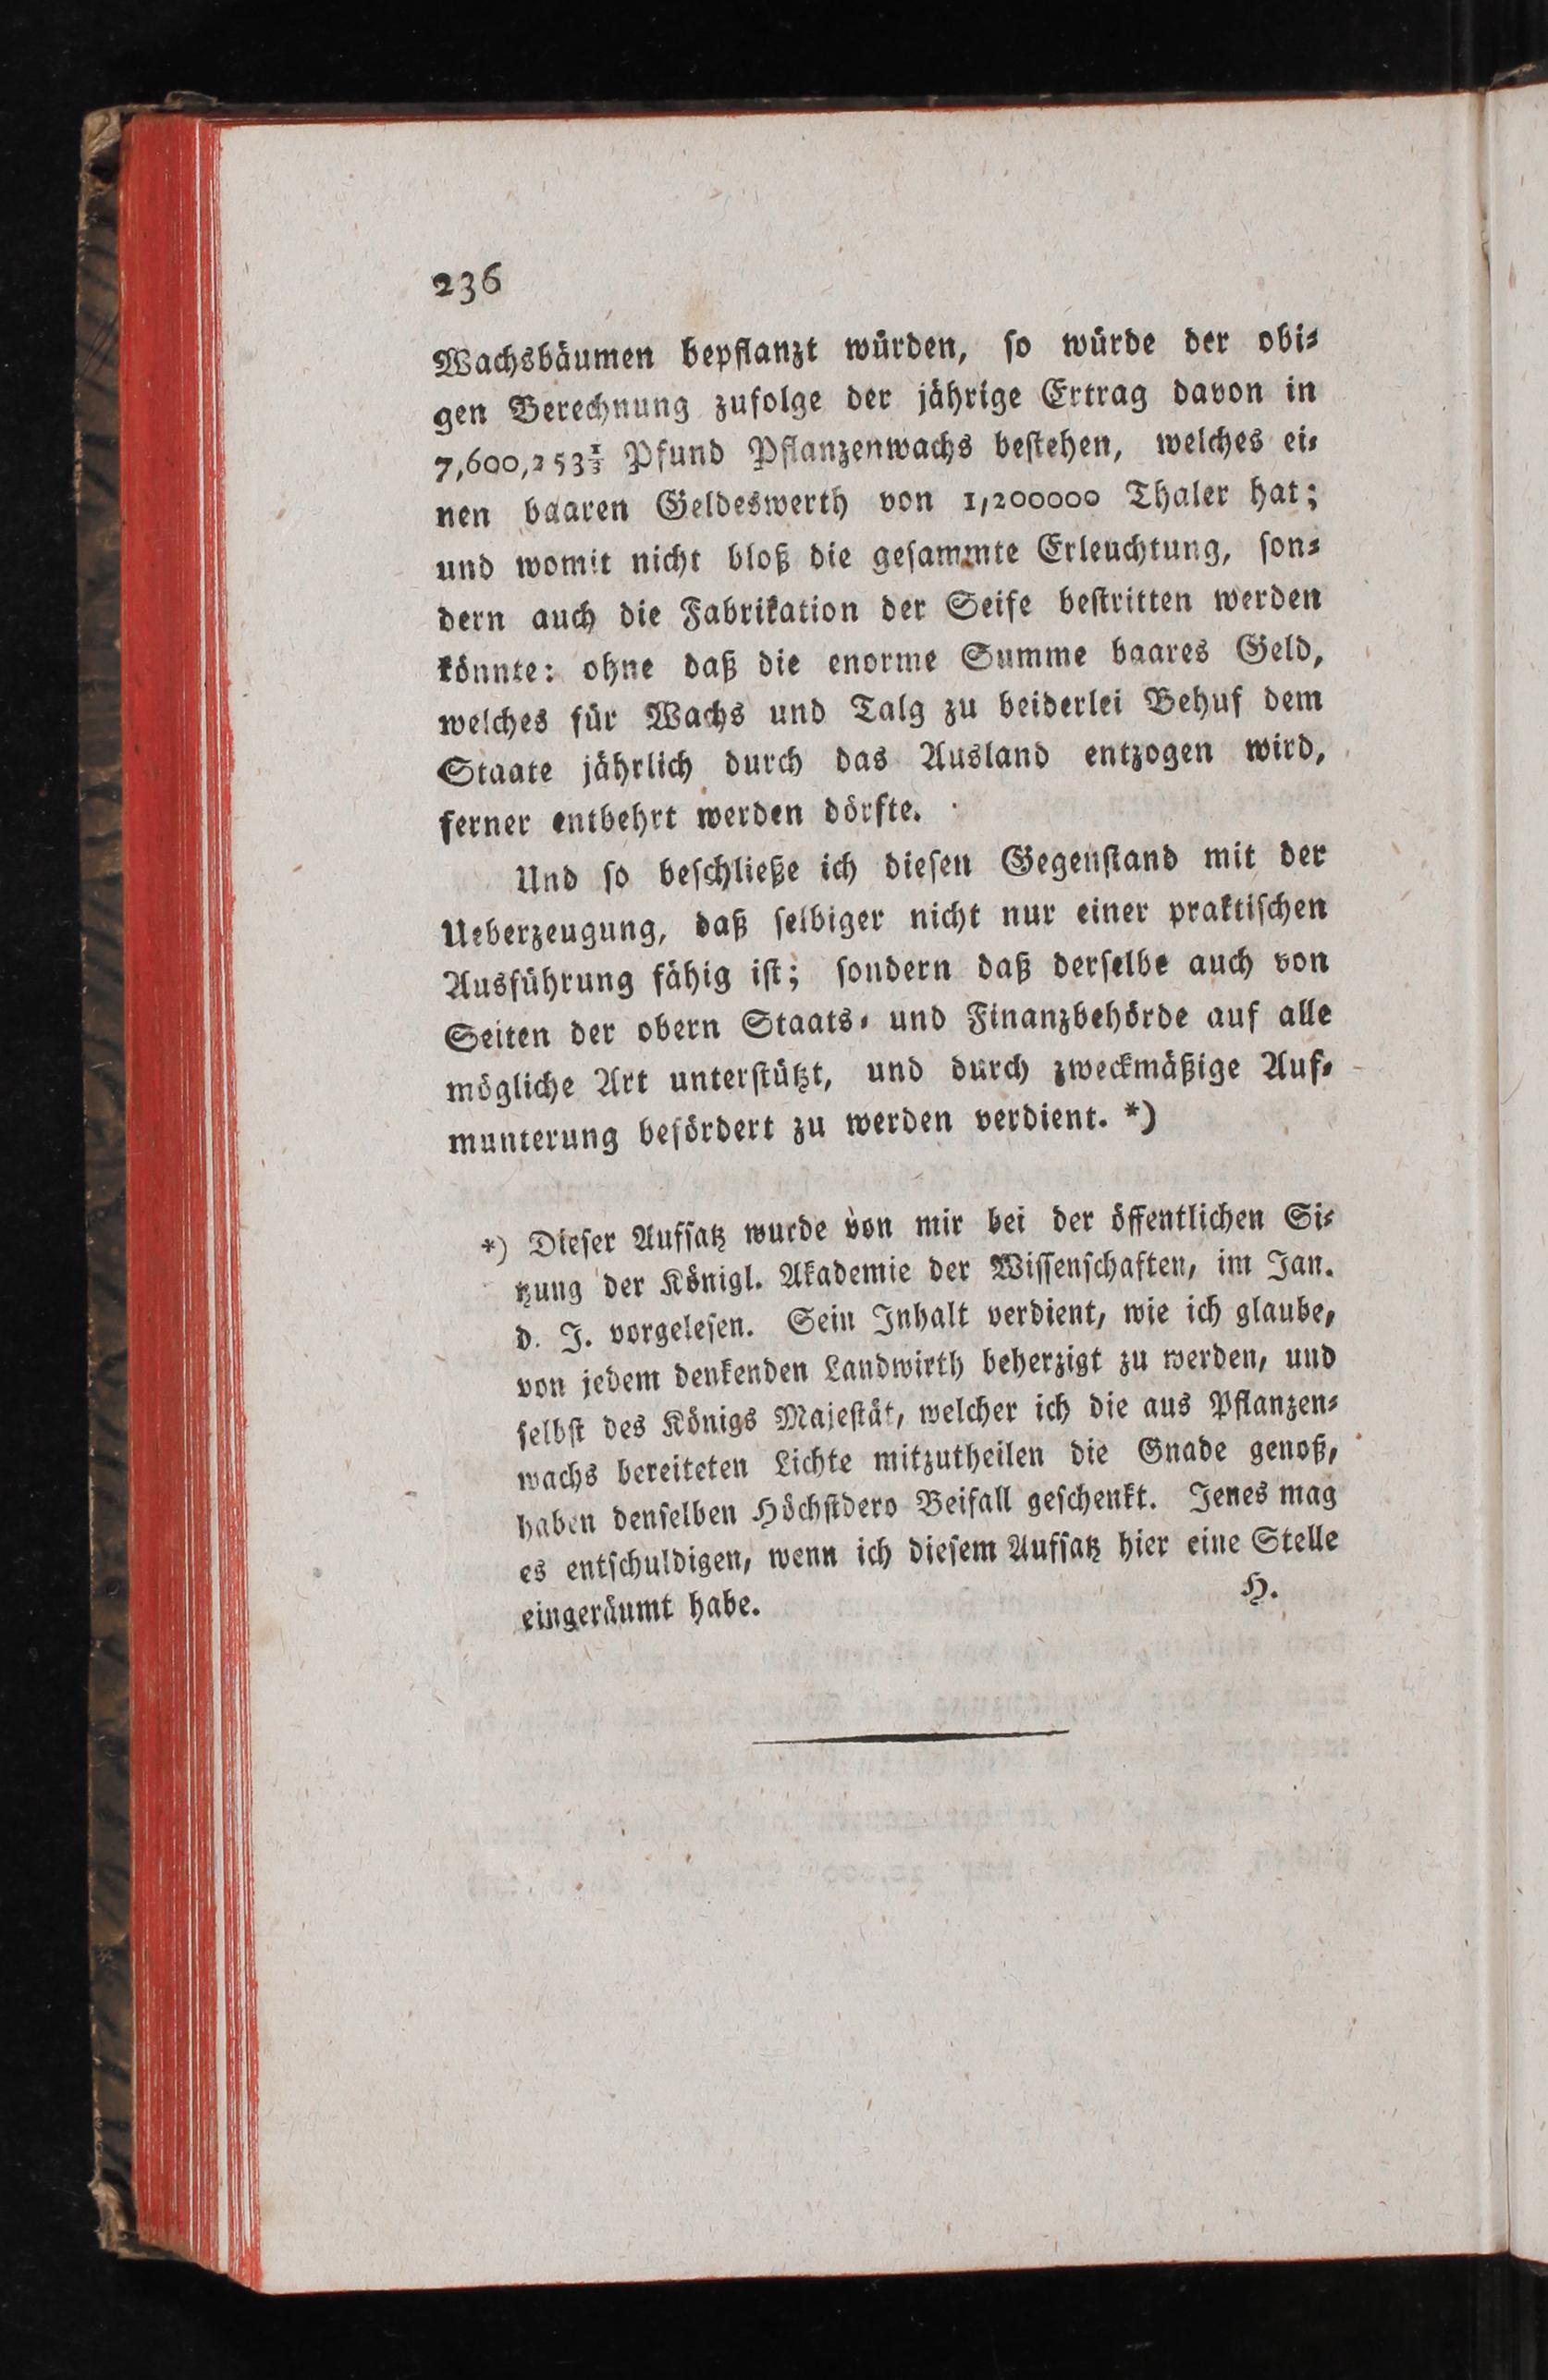 236
Wachsbäumen bepflanzt würden, ſo würde der obi⸗
gen Berechnung zufolge der jährige Ertrag davon in
7,600,253⅓ Pfund Pflanzenwachs beſtehen, welches ei⸗
nen baaren Geldeswerth von 1,200000 Thaler hat;
und womit nicht bloß die geſammte Erleuchtung, ſon⸗
dern auch die Fabrikation der Seife beſtritten werden
könnte: ohne daß die enorme Summe baares Geld,
welches für Wachs und Talg zu beiderlei Behuf dem
Staate jährlich durch das Ausland entzogen wird,
ferner entbehrt werden dörfte.
Und ſo beſchließe ich dieſen Gegenſtand mit der
Ueberzeugung, daß ſelbiger nicht nur einer praktiſchen
Ausführung fähig iſt; ſondern daß derſelbe auch von
Seiten der obern Staats⸗ und Finanzbehörde auf alle
mögliche Art unterſtützt, und durch zweckmäßige Auf⸗
munterung befördert zu werden verdient. *)
*) Dieſer Aufſatz wurde von mir bei der öffentlichen Si⸗
tzung der Königl. Akademie der Wiſſenſchaften, im Jan.
d. J. vorgeleſen. Sein Inhalt verdient, wie ich glaube,
von jedem denkenden Landwirth beherzigt zu werden, und
ſelbſt des Königs Majeſtät, welcher ich die aus Pflanzen⸗
wachs bereiteten Lichte mitzutheilen die Gnade genoß,
haben denſelben Höchſtdero Beifall geſchenkt. Jenes mag
es entſchuldigen, wenn ich dieſem Aufſatz hier eine Stelle
eingeräumt habe. H.